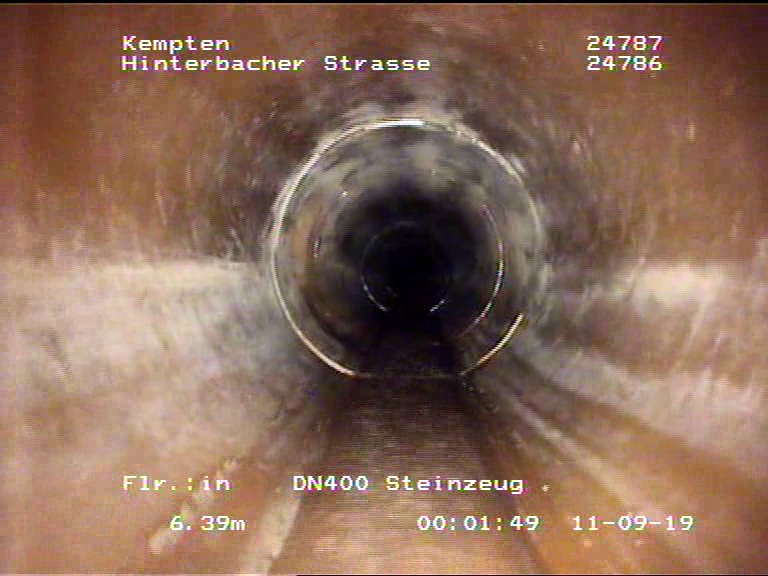 Kempten 24787
Hinterbacher Strasse 24786
Flr.:in DN400 Steinzeug
6.39m 00:01:49 11-09-19